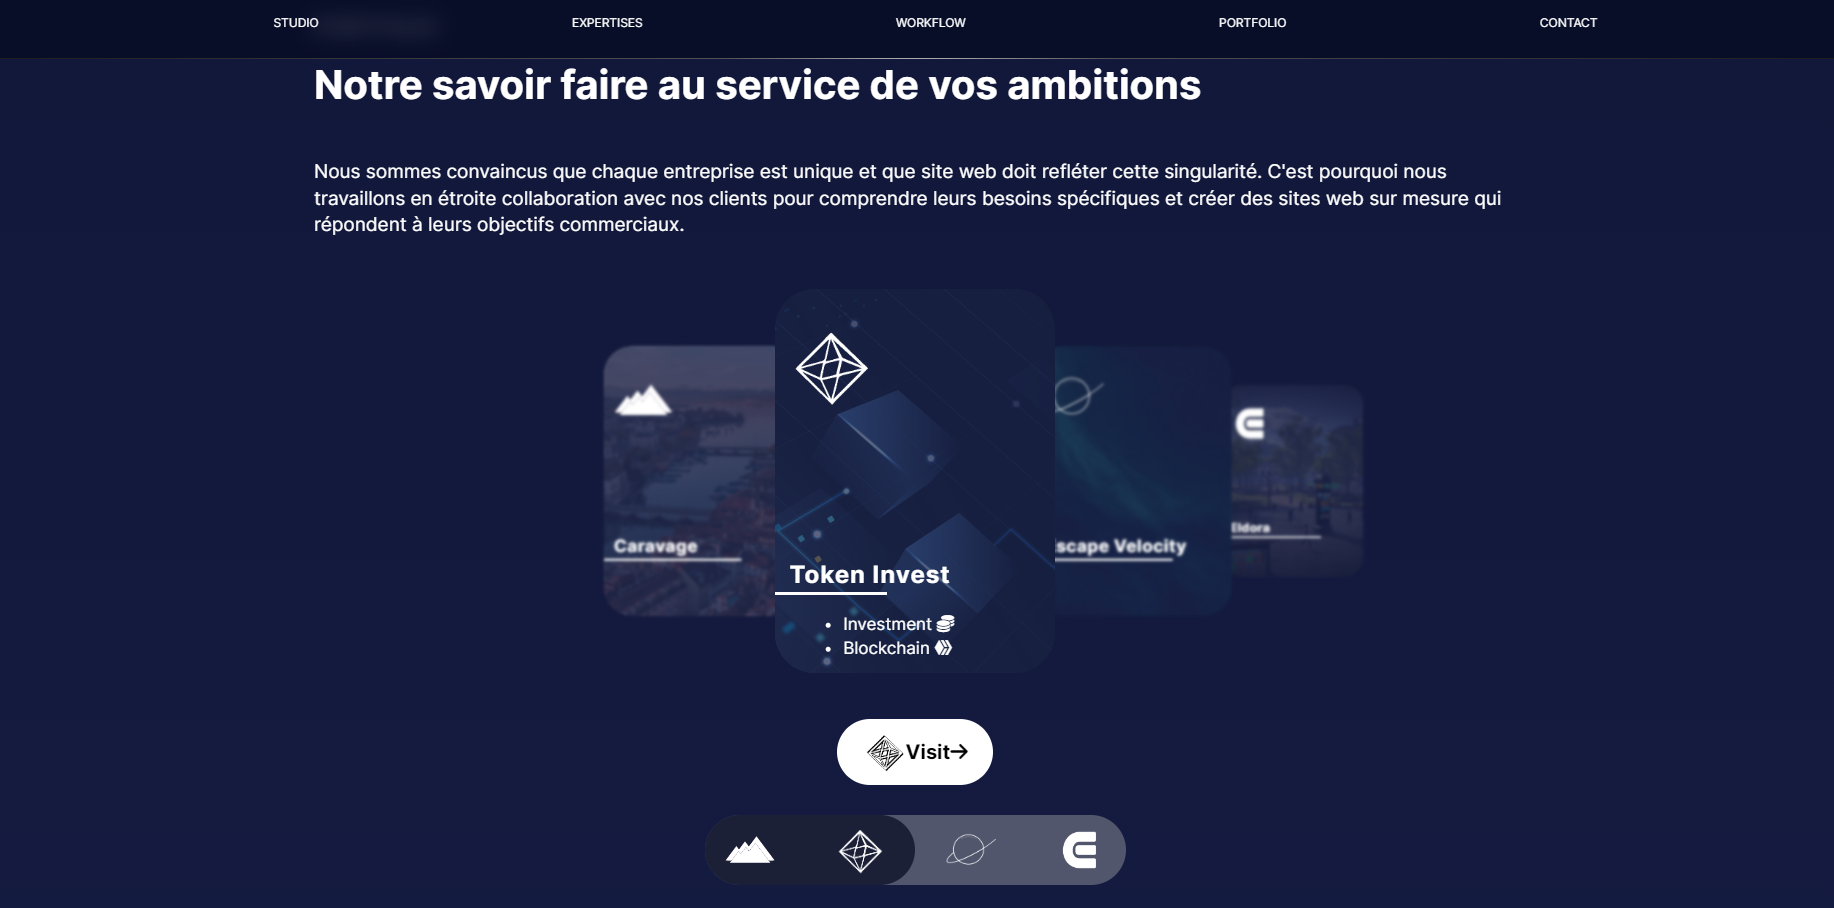 STUDIO EXPERTISES WORKFLOW PORTFOLIO CONTACT
Notre savoir faire au service de vos ambitions
Nous sommes convaincus que chaque entreprise est unique et que site web doit refléter cette singularité. C'est pourquoi nous
travaillons en étroite collaboration avec nos clients pour comprendre leurs besoins spécifiques et créer des sites web sur mesure qui
répondent à leurs objectifs commerciaux.
Caravage
Token Invest
• Investment
• Blockchain
scape Velocity
Eldora
Visit→